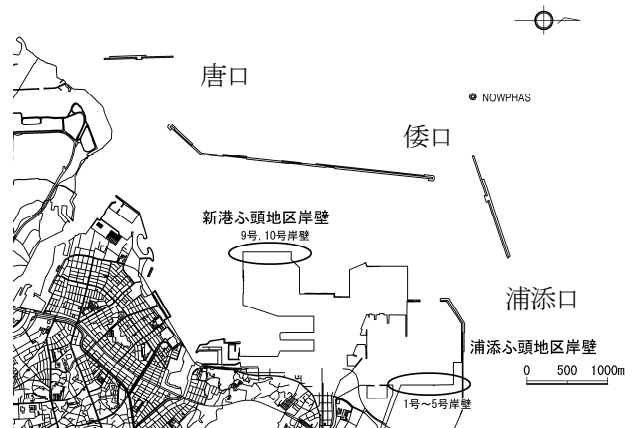 唐口
NOWPHAS
倭口
新港ふ頭地区岸壁
9号,10号岸壁
浦添口
浦添ふ頭地区岸壁
0 500 1000m
1号～5号岸壁